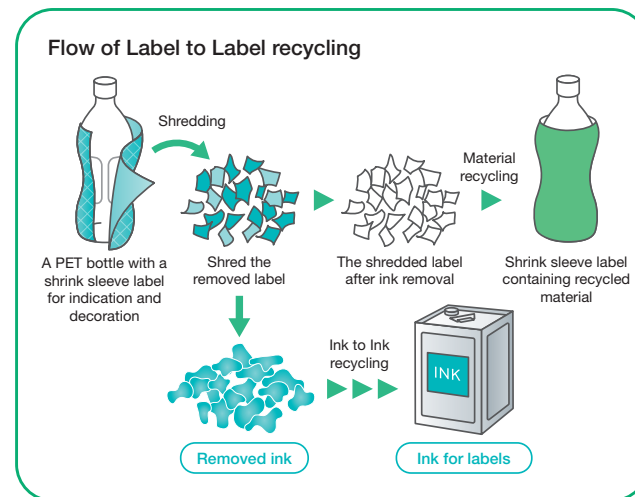 Flow of Label to Label recycling
Shredding
Material
recycling
A PET bottle with a
shrink sleeve label
for indication and
decoration
Shred the
removed label
The shredded label
after ink removal
Shrink sleeve label
containing recycled
material
Ink to Ink
recycling
INK
Removed ink
Ink for labels